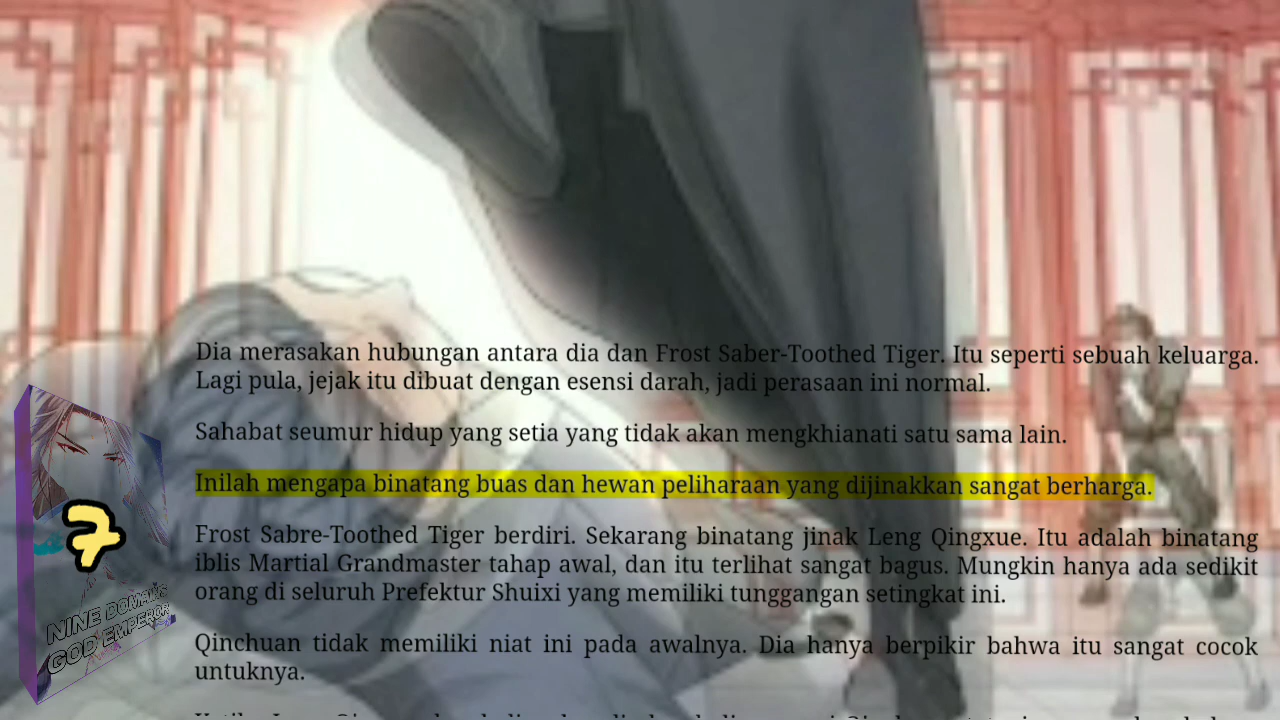 Dia merasakan hubungan antara dia dan Frost Saber-Toothed Tiger. Itu seperti sebuah keluarga.
Lagi pula, jejak itu dibuat dengan esensi darah, jadi perasaan ini normal.
Sahabat seumur hidup yang setia yang tidak akan mengkhianati satu sama lain.
Inilah mengapa binatang buas dan hewan peliharaan yang dijinakkan sangat berharga.
Frost Sabre-Toothed Tiger berdiri. Sekarang binatang jinak Leng Qingxue. Itu adalah binatang
iblis Martial Grandmaster tahap awal, dan itu terlihat sangat bagus. Mungkin hanya ada sedikit
orang di seluruh Prefektur Shuixi yang memiliki tunggangan setingkat ini.
Qinchuan tidak memiliki niat ini pada awalnya. Dia hanya berpikir bahwa itu sangat cocok
untuknya.
7
NINE DOMAINS
GOD EMPEROR